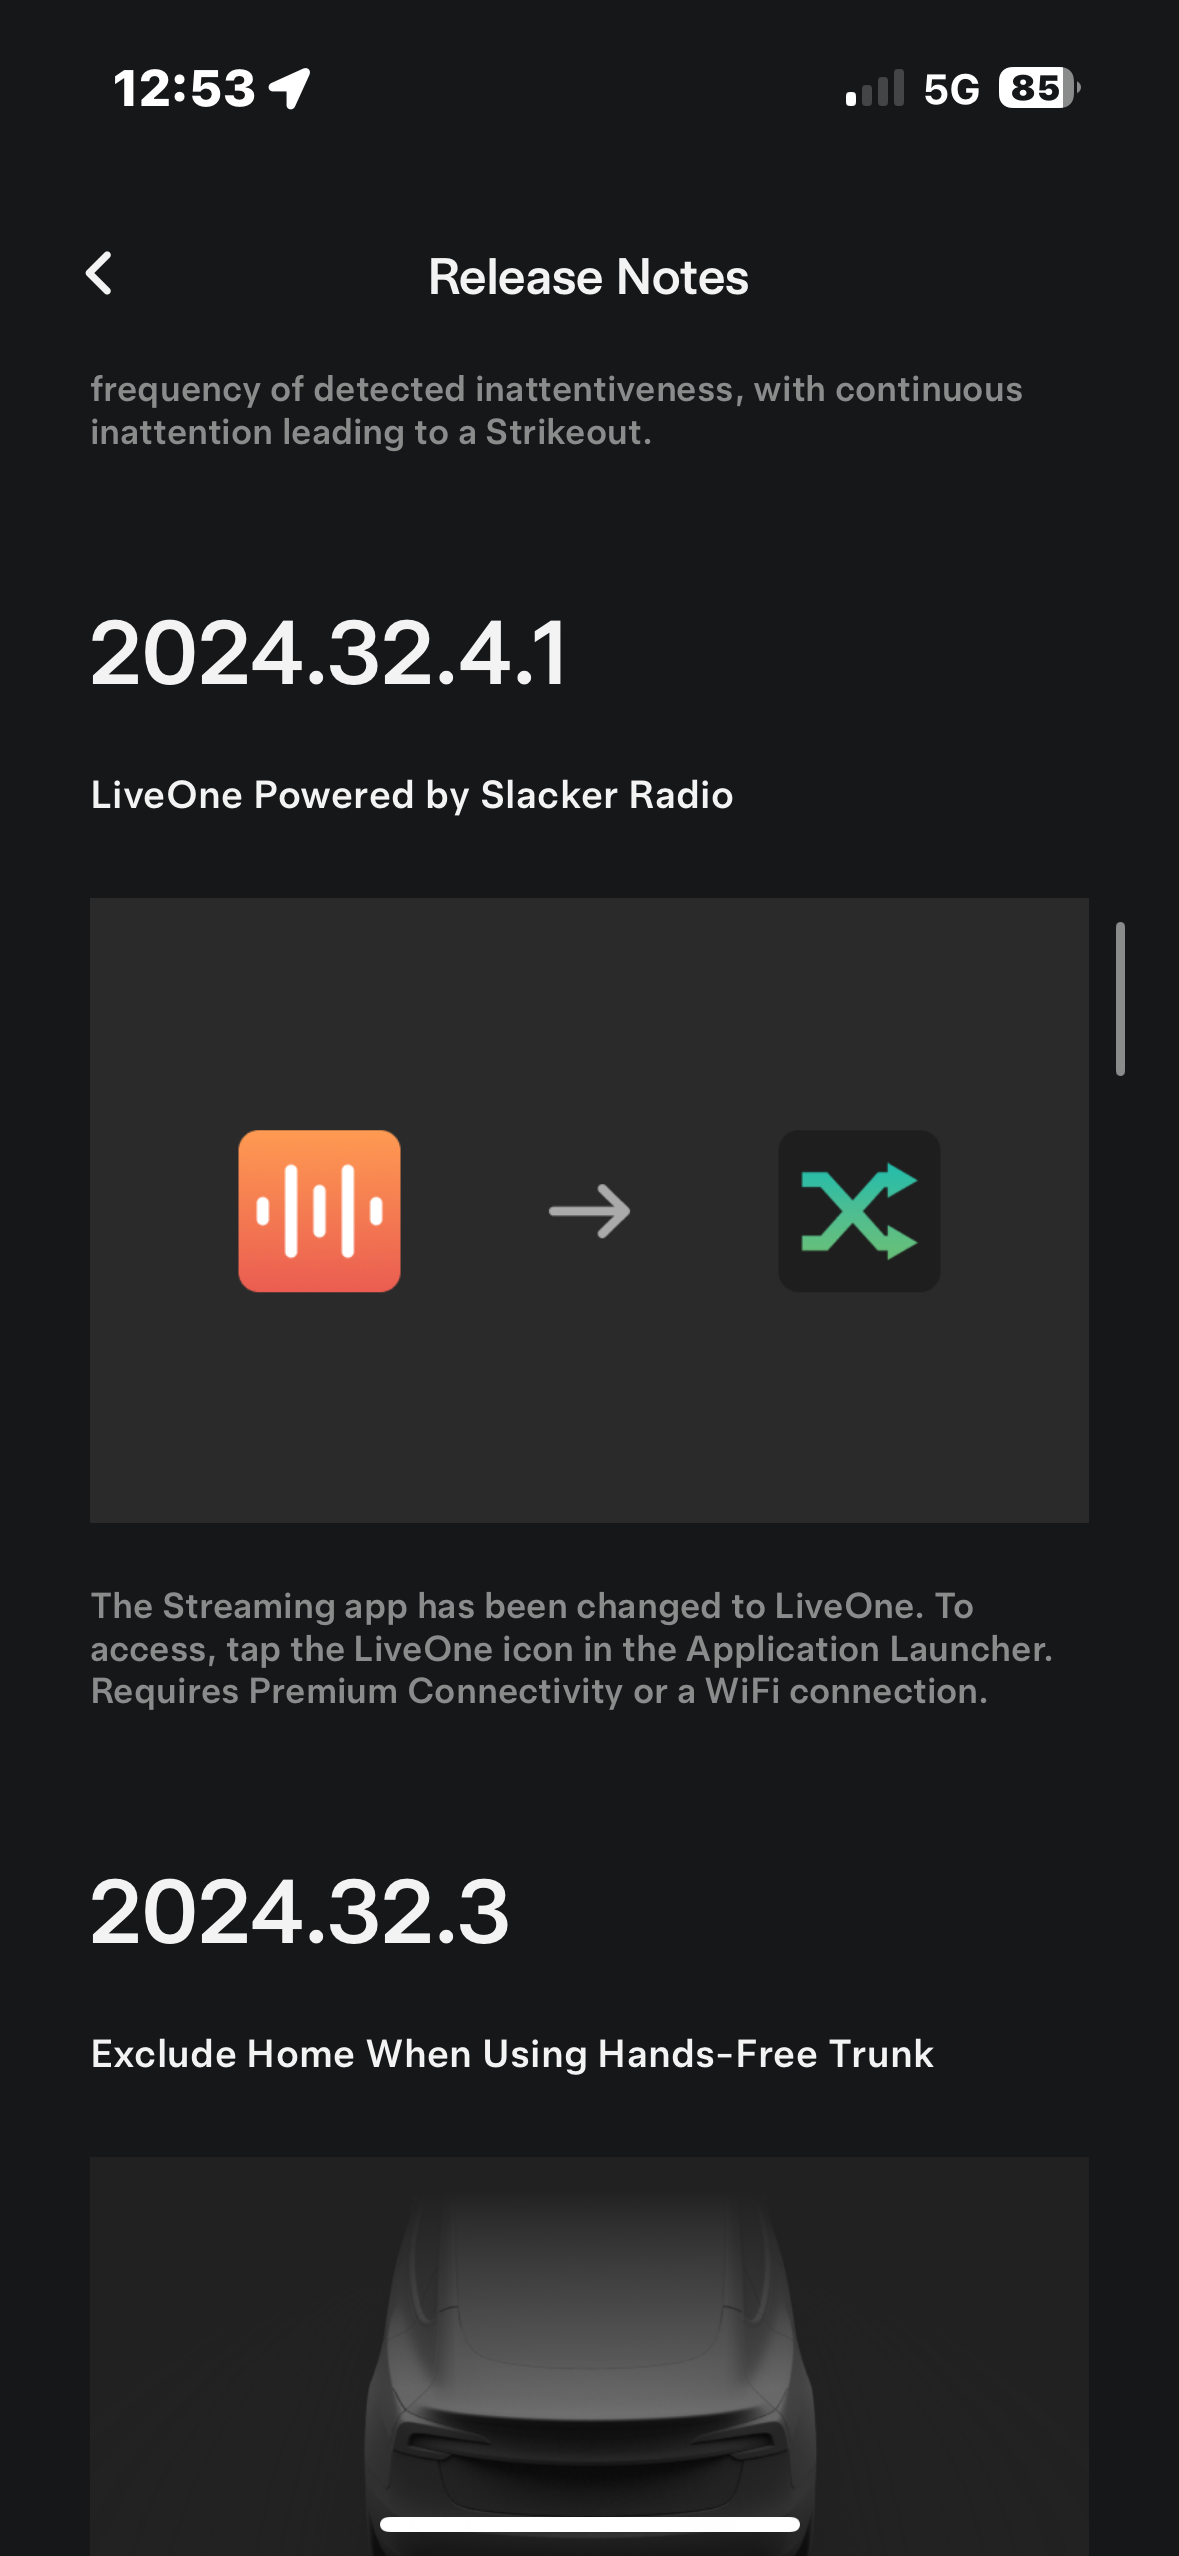 12:53
5G
85
Release Notes
frequency of detected inattentiveness, with continuous
inattention leading to a Strikeout.
2024.32.4.1
LiveOne Powered by Slacker Radio
The Streaming app has been changed to LiveOne. To
access, tap the LiveOne icon in the Application Launcher.
Requires Premium Connectivity or a WiFi connection.
2024.32.3
Exclude Home When Using Hands-Free Trunk